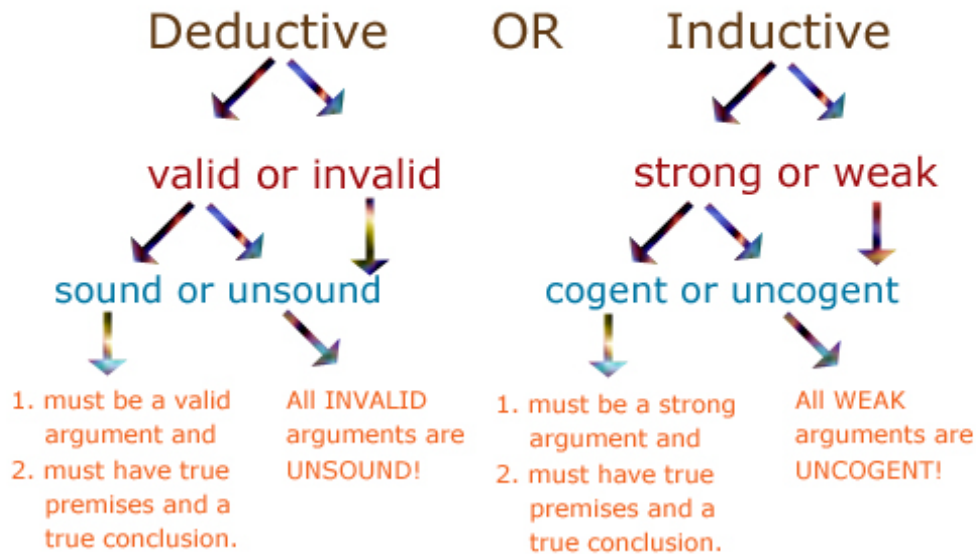 Deductive OR Inductive
valid or invalid
strong or weak
sound or unsound
cogent or uncogent
1. must be a valid
argument and
2. must have true
premises and a
true conclusion.
All INVALID
arguments are
UNSOUND!
1. must be a strong
argument and
2. must have true
premises and a
true conclusion.
All WEAK
arguments are
UNCOGENT!